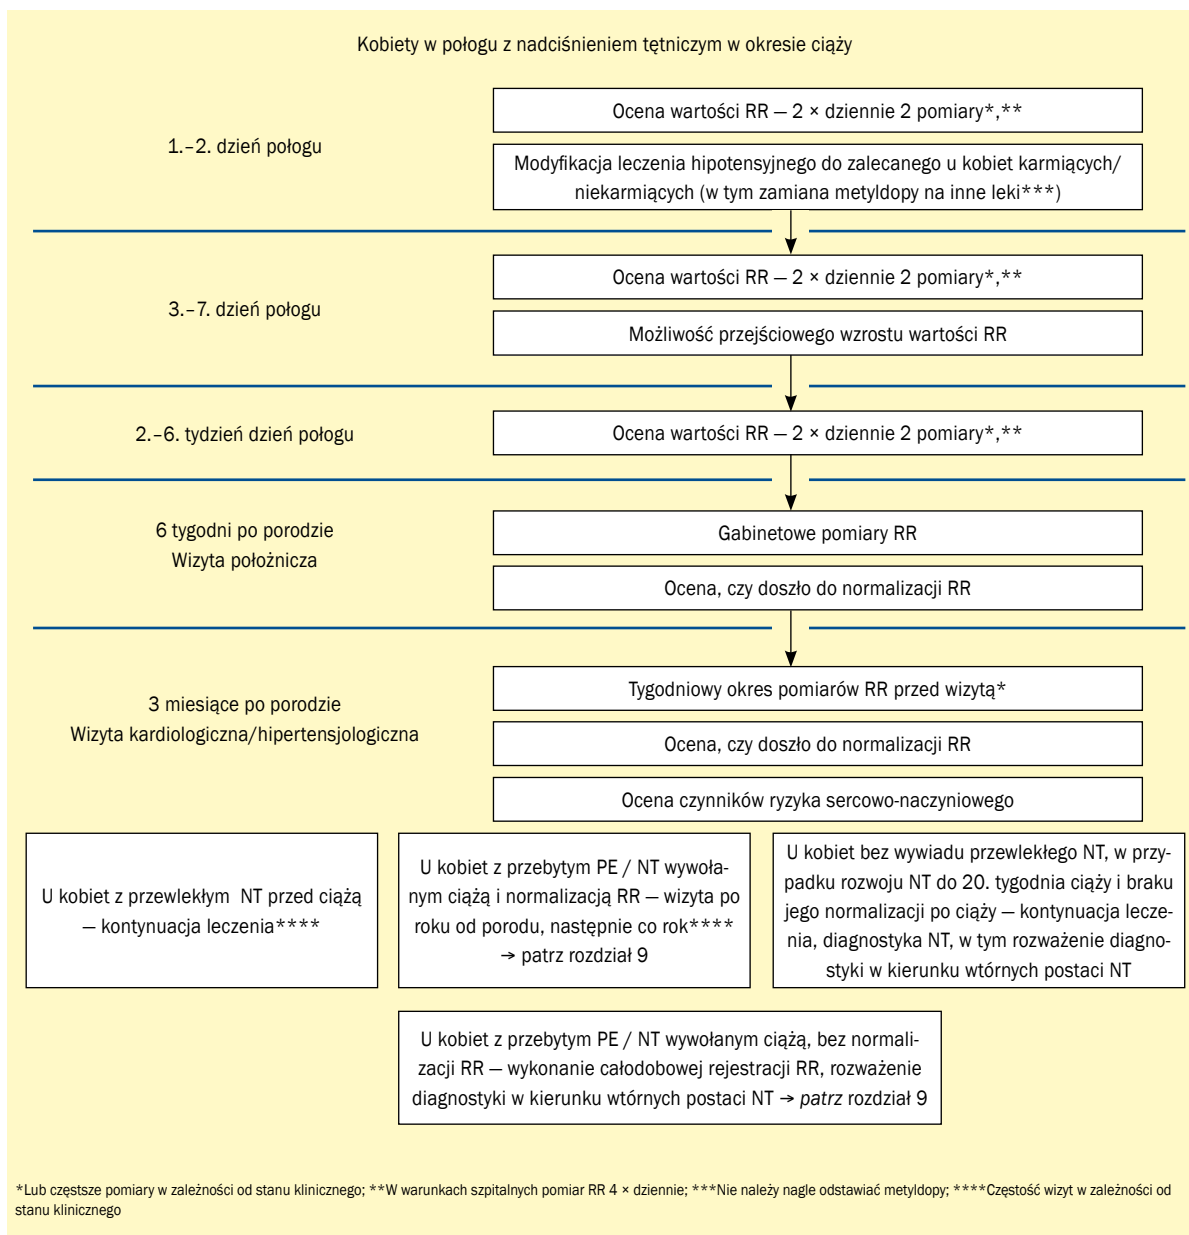 Kobiety w połogu z nadciśnieniem tętniczym w okresie ciąży
1.–2. dzień połogu
Ocena wartości RR — 2 × dziennie 2 pomiary*,**
Modyfikacja leczenia hipotensyjnego do zalecanego u kobiet karmiących/
niekarmiących (w tym zamiana metyldopy na inne leki***)
3.–7. dzień połogu
Ocena wartości RR — 2 × dziennie 2 pomiary*,**
Możliwość przejściowego wzrostu wartości RR
2.–6. tydzień dzień połogu
Ocena wartości RR — 2 × dziennie 2 pomiary*,**
6 tygodni po porodzie
Wizyta położnicza
Gabinetowe pomiary RR
Ocena, czy doszło do normalizacji RR
3 miesiące po porodzie
Wizyta kardiologiczna/hipertensjologiczna
Tygodniowy okres pomiarów RR przed wizytą*
Ocena, czy doszło do normalizacji RR
Ocena czynników ryzyka sercowo-naczyniowego
U kobiet z przewlekłym NT przed ciążą
— kontynuacja leczenia****
U kobiet z przebytym PE / NT wywoła-
nym ciążą i normalizacją RR — wizyta po
roku od porodu, następnie co rok****
→ patrz rozdział 9
U kobiet bez wywiadu przewlekłego NT, w przy-
padku rozwoju NT do 20. tygodnia ciąży i braku
jego normalizacji po ciąży — kontynuacja lecze-
nia, diagnostyka NT, w tym rozważenie diagno-
styki w kierunku wtórnych postaci NT
U kobiet z przebytym PE / NT wywołanym ciążą, bez normali-
zacji RR — wykonanie całodobowej rejestracji RR, rozważenie
diagnostyki w kierunku wtórnych postaci NT → patrz rozdział 9
*Lub częstsze pomiary w zależności od stanu klinicznego; **W warunkach szpitalnych pomiar RR 4 × dziennie; ***Nie należy nagle odstawiać metyldopy; ****Częstość wizyt w zależności od
stanu klinicznego